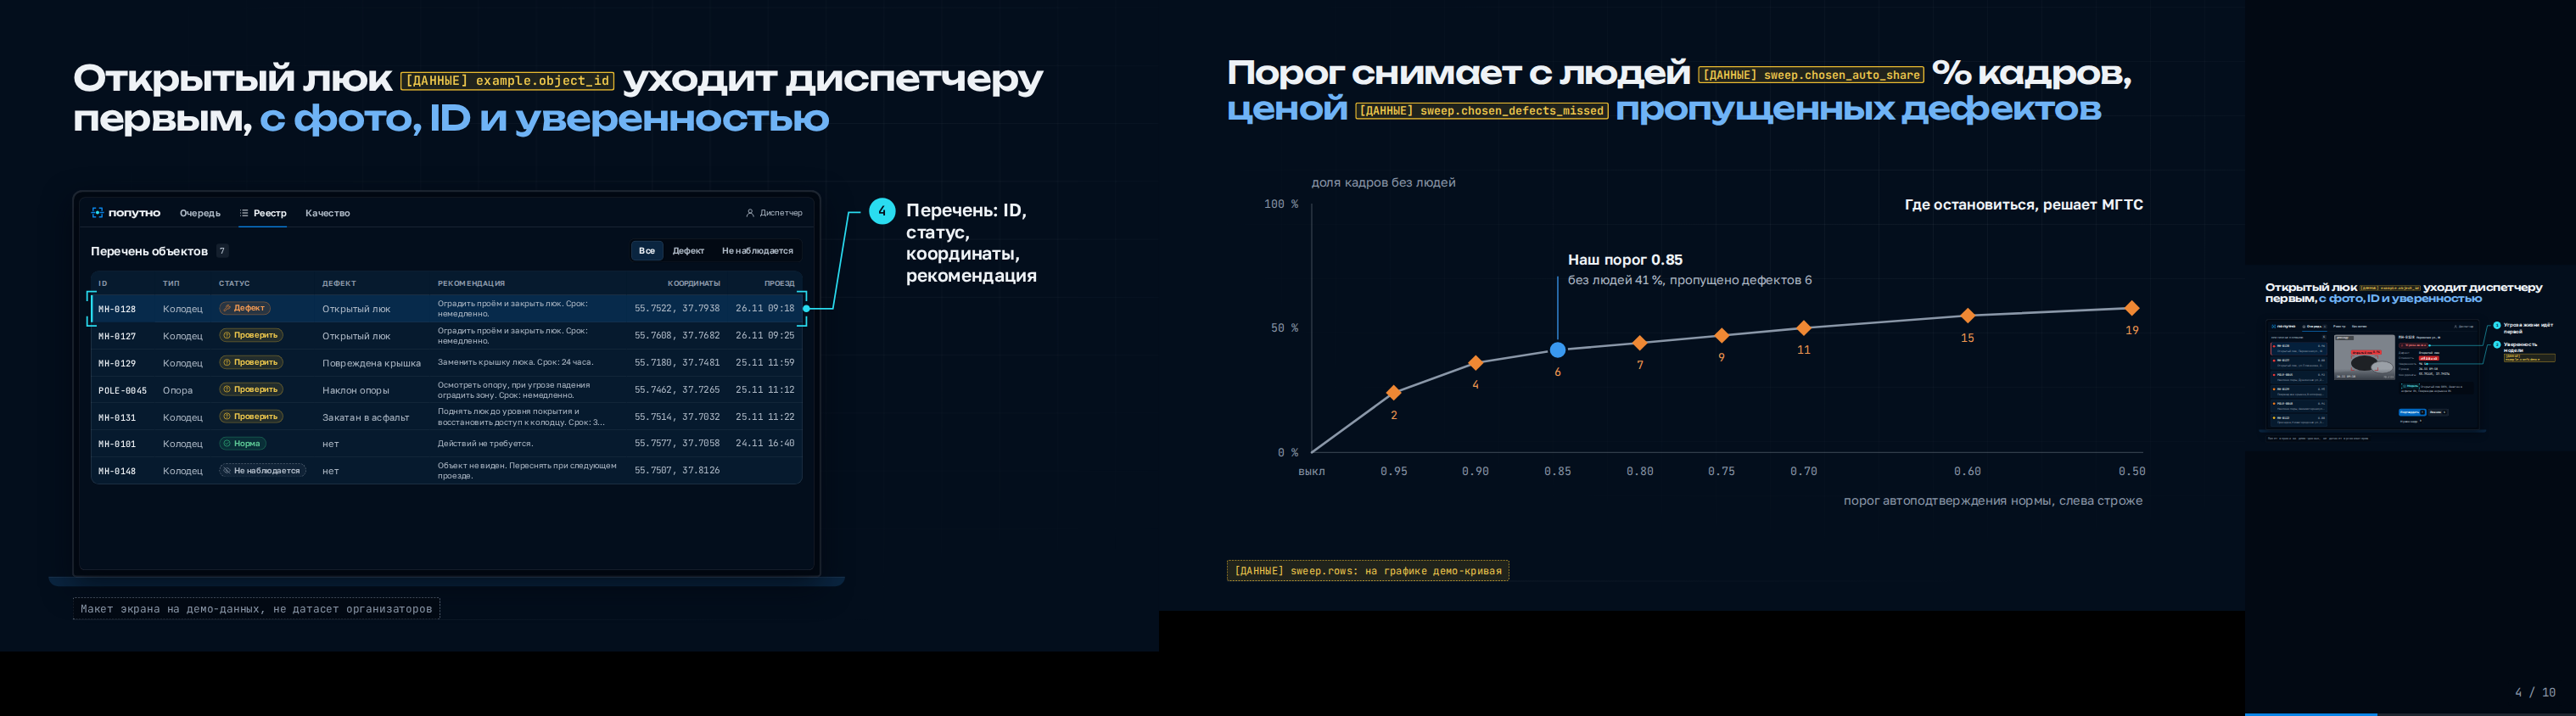 Открытый люк [ДАННЫЕ] example.object_id уходит диспетчеру
первым, с фото, ID и уверенностью
попутно Очередь Реестр Качество Диспетчер
Перечень объектов 7 Все Дефект Не наблюдается
ID ТИП СТАТУС ДЕФЕКТ РЕКОМЕНДАЦИЯ КООРДИНАТЫ ПРОЕЗД
MH-0128 Колодец Дефект Открытый люк Оградить проём и закрыть люк. Срок: немедленно. 55.7522, 37.7938 26.11 09:18
MH-0127 Колодец Проверить Открытый люк Оградить проём и закрыть люк. Срок: немедленно. 55.7608, 37.7682 26.11 09:25
MH-0129 Колодец Проверить Повреждена крышка Заменить крышку люка. Срок: 24 часа. 55.7180, 37.7481 25.11 11:59
POLE-0045 Опора Проверить Наклон опоры Осмотреть опору, при угрозе падения оградить зону. Срок: немедленно. 55.7462, 37.7265 25.11 11:12
MH-0131 Колодец Проверить Закатан в асфальт Поднять люк до уровня покрытия и восстановить доступ к колодцу. Срок: 3... 55.7514, 37.7032 25.11 11:22
MH-0101 Колодец Норма нет Действий не требуется. 55.7577, 37.7058 24.11 16:40
MH-0148 Колодец Не наблюдается нет Объект не виден. Переснять при следующем проезде. 55.7507, 37.8126
4 Перечень: ID,
статус,
координаты,
рекомендация
Макет экрана на демо-данных, не датасет организаторов
Порог снимает с людей [ДАННЫЕ] sweep.chosen_auto_share % кадров,
ценой [ДАННЫЕ] sweep.chosen_defects_missed пропущенных дефектов
доля кадров без людей
100 %
Где остановиться, решает МГТС
Наш порог 0.85
без людей 41 %, пропущено дефектов 6
50 %
2 4 6 7 9 11 15 19
0 %
выкл 0.95 0.90 0.85 0.80 0.75 0.70 0.60 0.50
порог автоподтверждения нормы, слева строже
[ДАННЫЕ] sweep.rows: на графике демо-кривая
Открытый люк уходит диспетчеру
первым, с фото, ID и уверенностью
Угроза жизни идёт
первой
Уверенность
модели
4 / 10